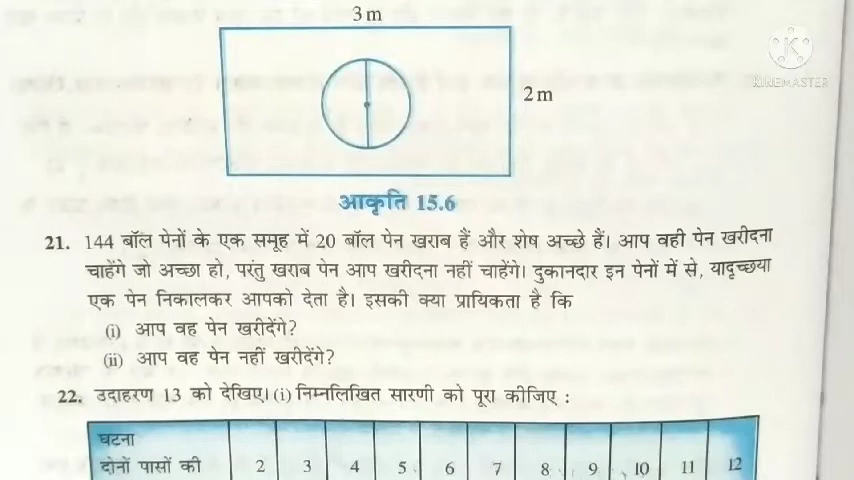 3 m
KINEMASTER
2 m
आकृति 15.6
21. 144 बॉल पेनों के एक समूह में 20 बॉल पेन खराब हैं और शेष अच्छे हैं। आप वही पेन खरीदना
चाहेंगे जो अच्छा हो, परंतु खराब पेन आप खरीदना नहीं चाहेंगे। दुकानदार इन पेनों में से, यादृच्छया
एक पेन निकालकर आपको देता है। इसकी क्या प्रायिकता है कि
(i) आप वह पेन खरीदेंगे?
(ii) आप वह पेन नहीं खरीदेंगे?
22. उदाहरण 13 को देखिए। (i) निम्नलिखित सारणी को पूरा कीजिए :
घटना
दोनों पासों की 2 3 4 5 6 7 8 9 10 11 12